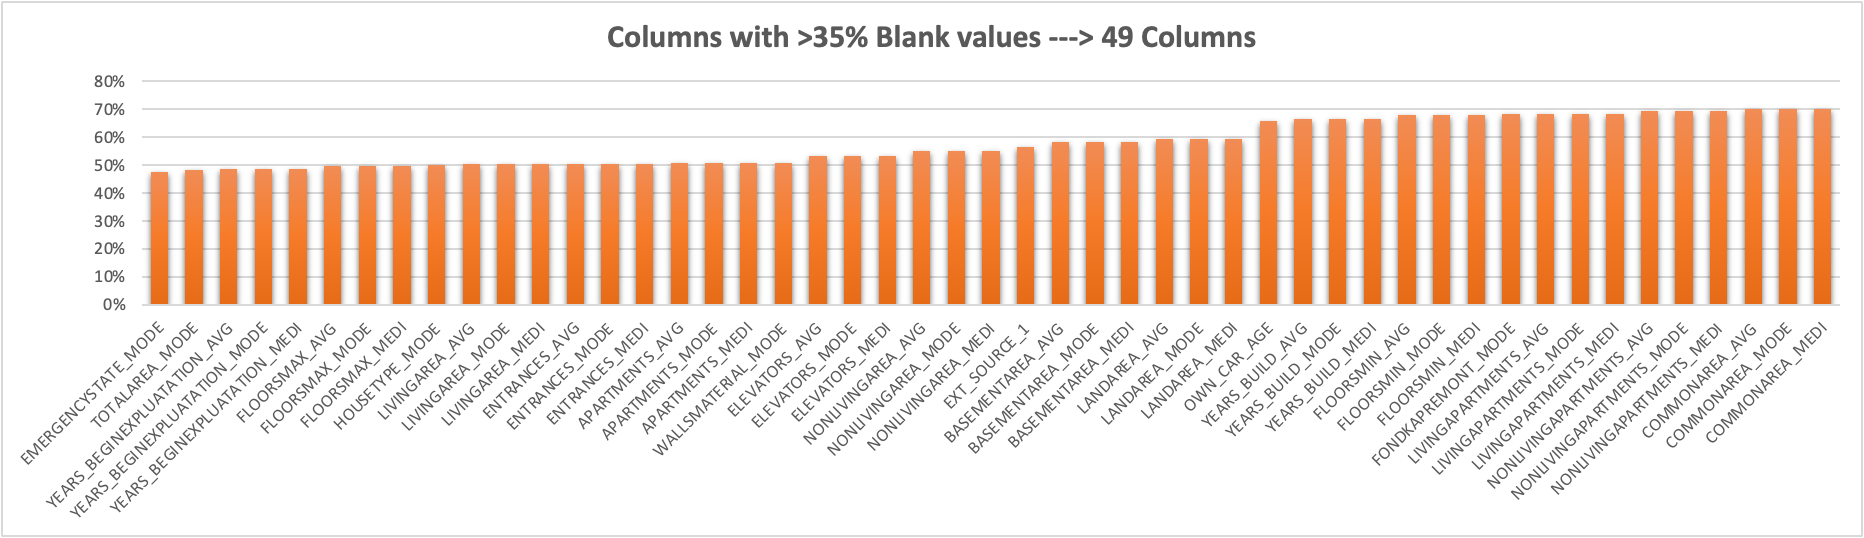 Columns with >35% Blank values ---> 49 Columns
80%
70%
60%
50%
40%
30%
20%
10%
0%
EMERGENCYSTATE_MODE
TOTALAREA_MODE
YEARS_BEGINEXPLUATATION_AVG
YEARS_BEGINEXPLUATATION_MODE
YEARS_BEGINEXPLUATATION_MEDI
FLOORSMAX_AVG
FLOORSMAX_MODE
FLOORSMAX_MEDI
HOUSETYPE_MODE
LIVINGAREA_AVG
LIVINGAREA_MODE
LIVINGAREA_MEDI
ENTRANCES_AVG
ENTRANCES_MODE
ENTRANCES_MEDI
APARTMENTS_AVG
APARTMENTS_MODE
APARTMENTS_MEDI
WALLSMATERIAL_MODE
ELEVATORS_AVG
ELEVATORS_MODE
ELEVATORS_MEDI
NONLIVINGAREA_AVG
NONLIVINGAREA_MODE
NONLIVINGAREA_MEDI
EXT_SOURCE_1
BASEMENTAREA_AVG
BASEMENTAREA_MODE
BASEMENTAREA_MEDI
LANDAREA_AVG
LANDAREA_MODE
LANDAREA_MEDI
OWN_CAR_AGE
YEARS_BUILD_AVG
YEARS_BUILD_MODE
YEARS_BUILD_MEDI
FLOORSMIN_AVG
FLOORSMIN_MODE
FLOORSMIN_MEDI
FONDKAPREMONT_MODE
LIVINGAPARTMENTS_AVG
LIVINGAPARTMENTS_MODE
LIVINGAPARTMENTS_MEDI
NONLIVINGAPARTMENTS_AVG
NONLIVINGAPARTMENTS_MODE
NONLIVINGAPARTMENTS_MEDI
COMMONAREA_AVG
COMMONAREA_MODE
COMMONAREA_MEDI